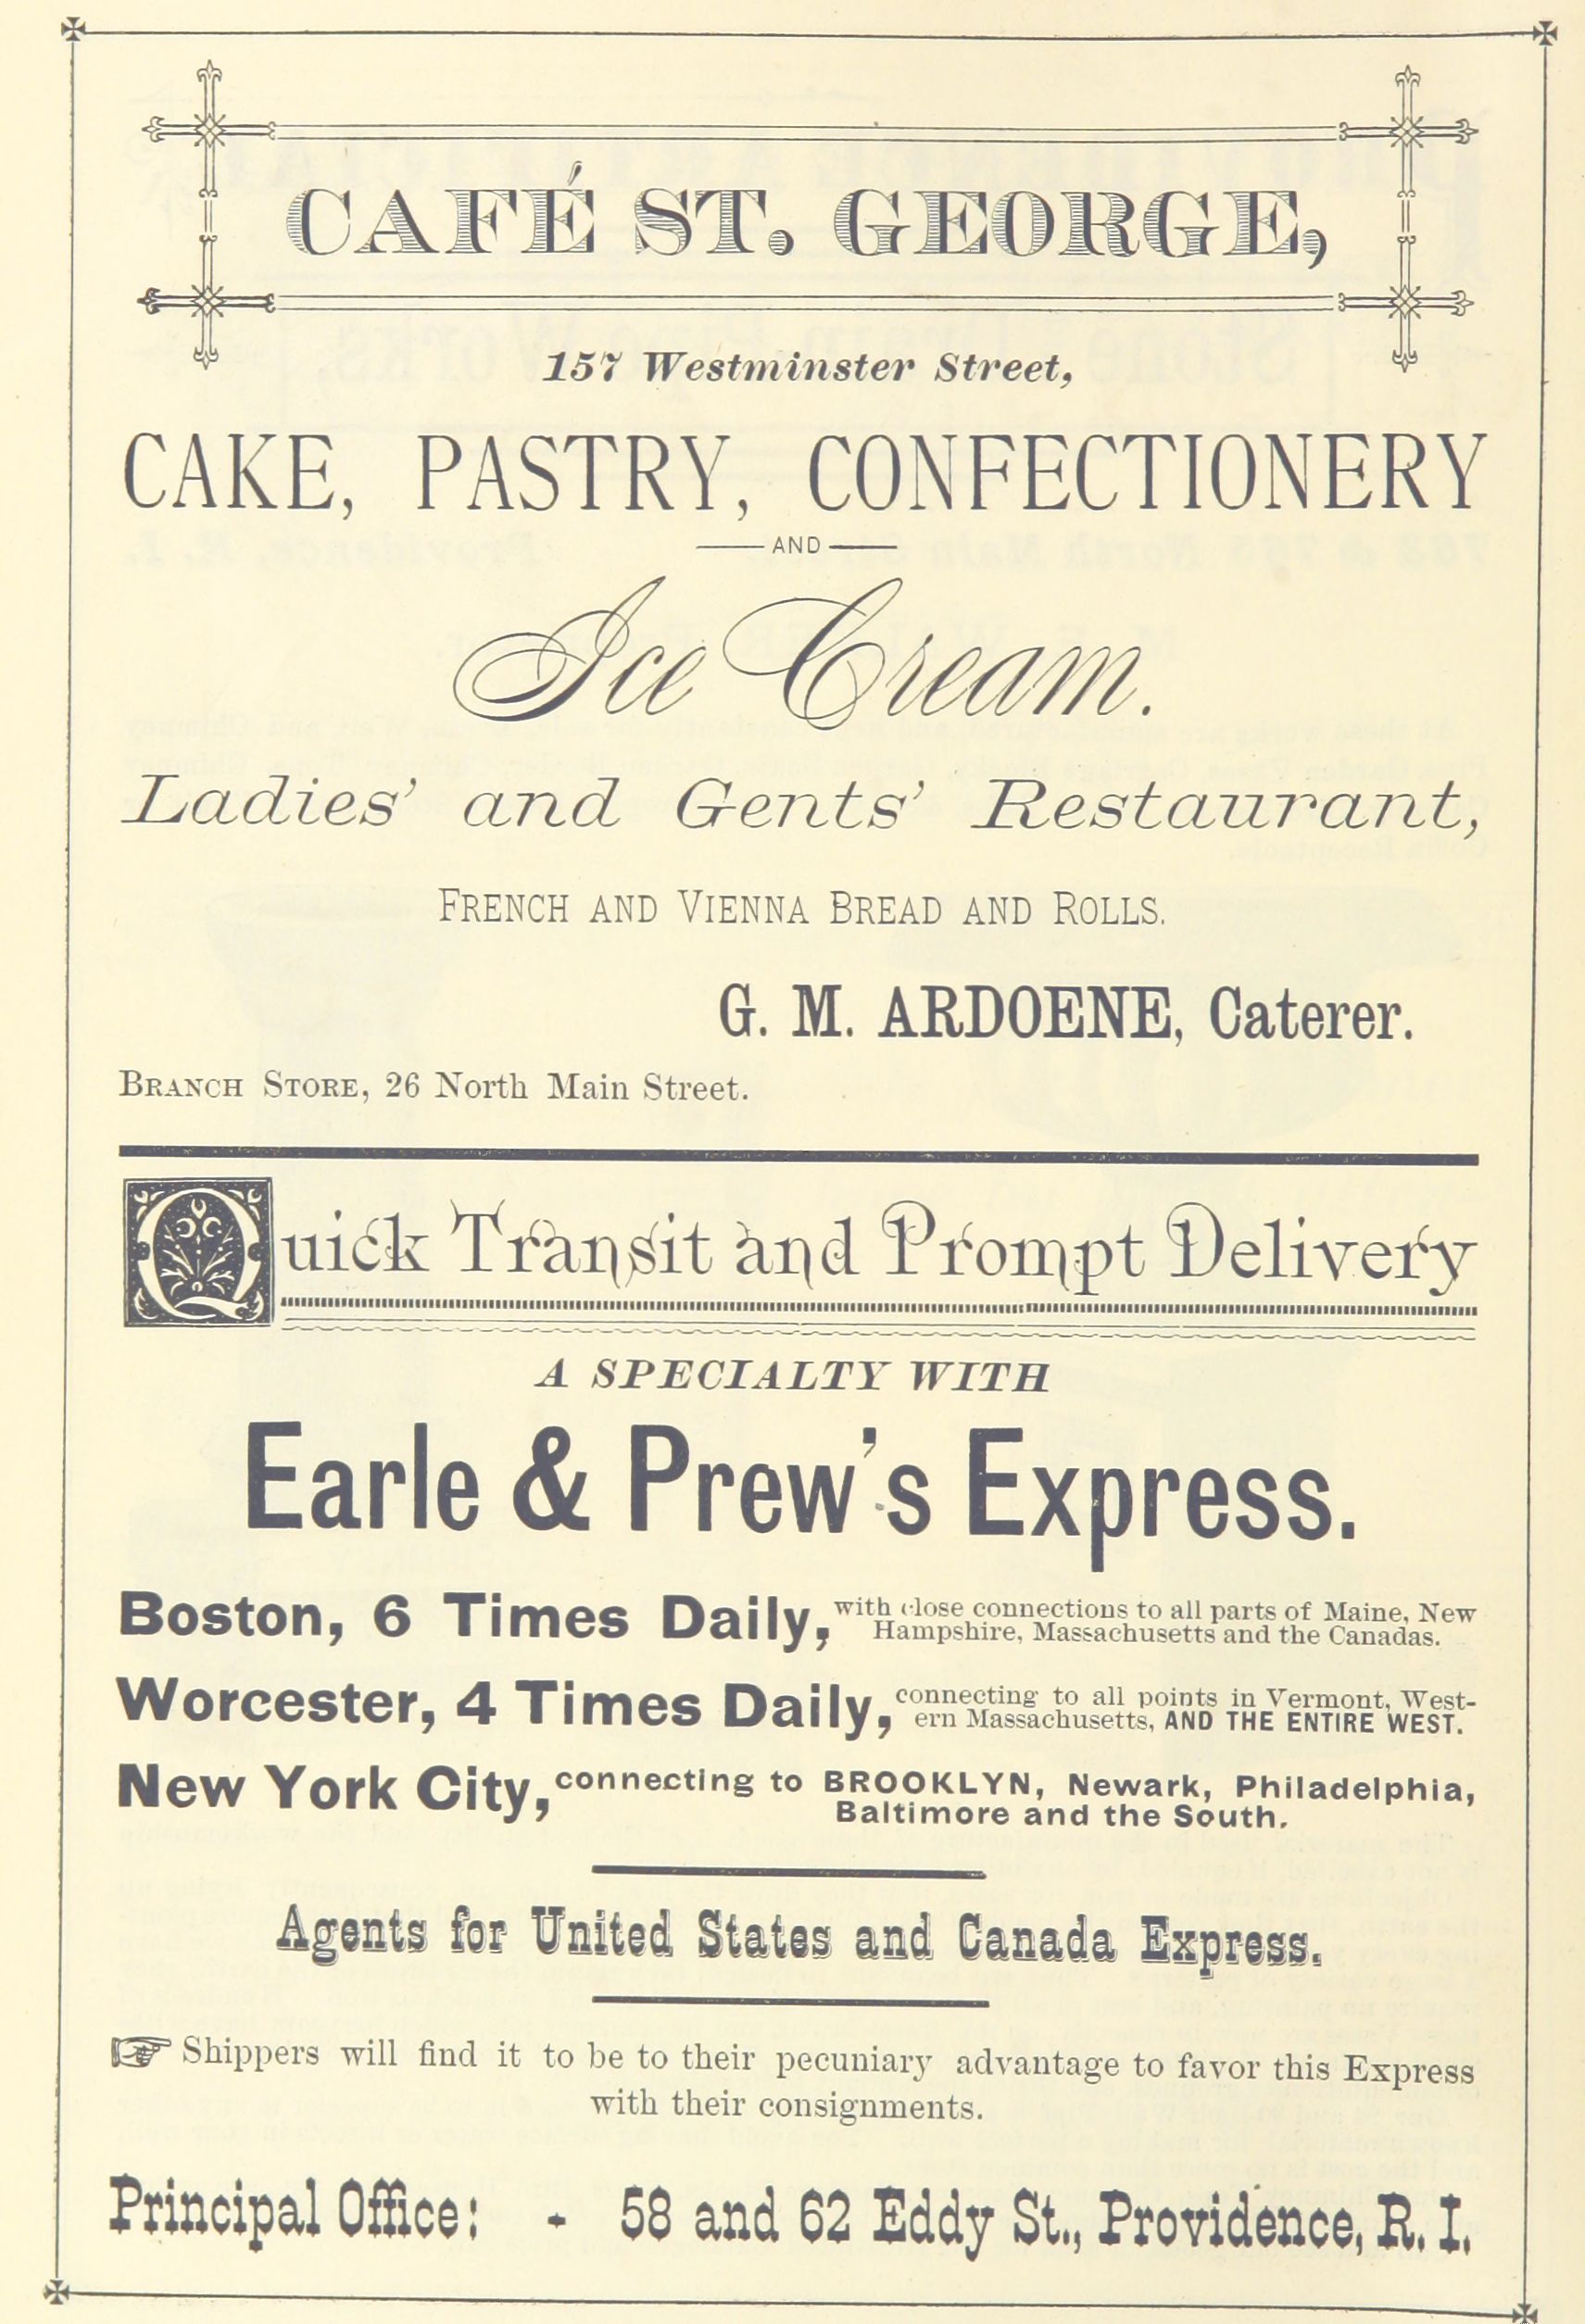 CAFÉ ST. GEORGE,
157 Westminster Street,
CAKE, PASTRY, CONFECTIONERY
AND
Ice Cream.
Ladies' and Gents' Restaurant,
FRENCH AND VIENNA BREAD AND ROLLS.
G. M. ARDOENE, Caterer.
BRANCH STORE, 26 North Main Street.
Quick Transit and Prompt Delivery
A SPECIALTY WITH
Earle & Prew's Express.
Boston, 6 Times Daily, with close connections to all parts of Maine, New
Hampshire, Massachusetts and the Canadas.
Worcester, 4 Times Daily, connecting to all points in Vermont, West-
ern Massachusetts, AND THE ENTIRE WEST.
New York City, connecting to BROOKLYN, Newark, Philadelphia,
Baltimore and the South.
Agents for United States and Canada Express.
☞ Shippers will find it to be to their pecuniary advantage to favor this Express
with their consignments.
Principal Office: - 58 and 62 Eddy St., Providence, R. I.